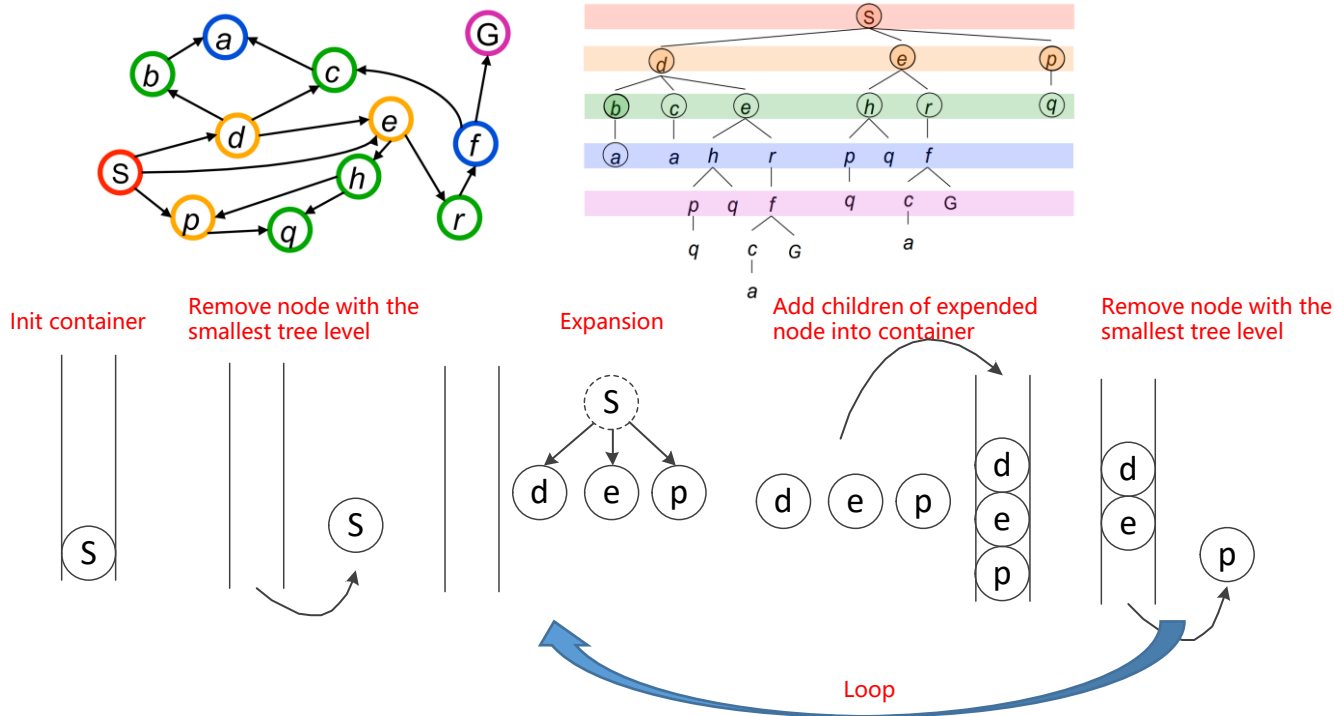 a
G
b
c
d
e
f
S
h
p
q
r
S
d e p
b c e h r q
a a h r p q f
p q f q c G
q c G a
a
Init container
Remove node with the
smallest tree level
Expansion
Add children of expended
node into container
Remove node with the
smallest tree level
S
S
S
d e p
d e p
d
e
p
d
e
p
Loop